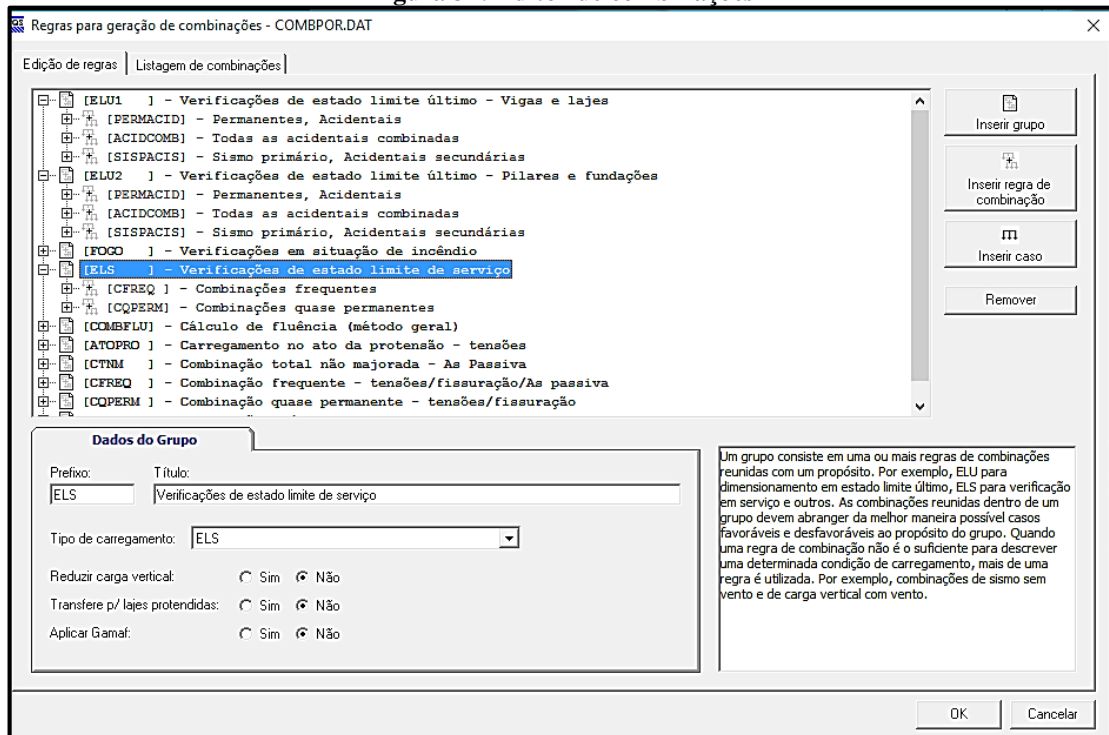 Regras para geração de combinações - COMBPOR.DAT
Edição de regras
Listagem de combinações
[ELU1 ] - Verificações de estado limite último - Vigas e lajes
[PERMACID] - Permanentes, Acidentais
[ACIDCOMB] - Todas as acidentais combinadas
[SISPACIS] - Sismo primário, Acidentais secundárias
[ELU2 ] - Verificações de estado limite último - Pilares e fundações
[PERMACID] - Permanentes, Acidentais
[ACIDCOMB] - Todas as acidentais combinadas
[SISPACIS] - Sismo primário, Acidentais secundárias
[FOGO ] - Verificações em situação de incêndio
[ELS ] - Verificações de estado limite de serviço
[CFREQ ] - Combinações frequentes
[CQPERM] - Combinações quase permanentes
[COMBFLU] - Cálculo de fluência (método geral)
[ATOPRO ] - Carregamento no ato da protensão - tensões
[CTNM ] - Combinação total não majorada - As Passiva
[CFREQ ] - Combinação frequente - tensões/fissuração/As passiva
[CQPERM ] - Combinação quase permanente - tensões/fissuração
Inserir grupo
Inserir regra de
combinação
Inserir caso
Remover
Dados do Grupo
Prefixo: Título:
ELS Verificações de estado limite de serviço
Tipo de carregamento: ELS
Reduzir carga vertical: Sim Não
Transfere p/ lajes protendidas: Sim Não
Aplicar Gamaf: Sim Não
Um grupo consiste em uma ou mais regras de combinações
reunidas com um propósito. Por exemplo, ELU para
dimensionamento em estado limite último, ELS para verificação
em serviço e outros. As combinações reunidas dentro de um
grupo devem abranger da melhor maneira possível casos
favoráveis e desfavoráveis ao propósito do grupo. Quando
uma regra de combinação não é o suficiente para descrever
uma determinada condição de carregamento, mais de uma
regra é utilizada. Por exemplo, combinações de sismo sem
vento e de carga vertical com vento.
OK Cancelar